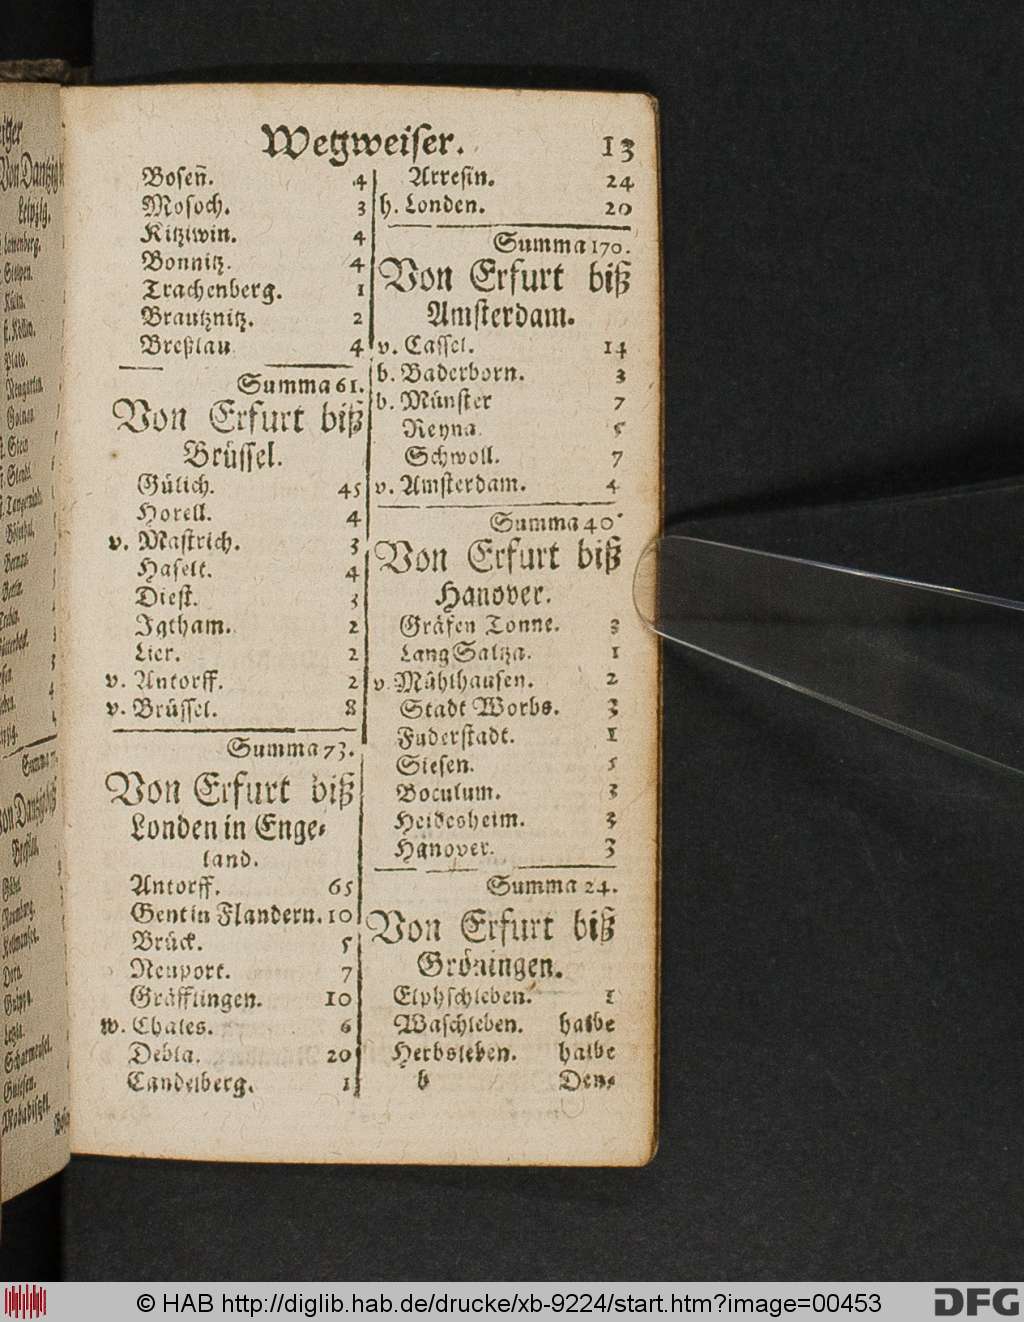 Wegweiser. 13
Bosen̄. 4
Mosoch. 3
Kitzlwin. 4
Bonnitz. 4
Trachenberg. 1
Brautznitz. 2
Breßlau 4
Summa 61.
Von Erfurt biß
Brüssel.
Gülich. 45
Horell. 4
v. Mastrich. 3
Haselt. 4
Diest. 3
Igtham. 2
Lier. 2
v. Antorff. 2
v. Brüssel. 8
Summa 73.
Von Erfurt biß
Londen in Enge-
land.
Antorff. 65
Gent in Flandern. 10
Brück. 5
Neuport. 7
Gräfflingen. 10
w. Chales. 6
Debla. 20
Candelberg. 1
Arresin. 24
h. Londen. 20
Summa 170.
Von Erfurt biß
Amsterdam.
v. Cassel. 14
b. Baderborn. 3
b. Münster 7
Reyna. 5
Schwoll. 7
v. Amsterdam. 4
Summa 40.
Von Erfurt biß
Hanover.
Gräfen Tonne. 3
Lang Saltza. 1
v. Mühlhausen. 2
Stadt Worbs. 3
Fuderstadt. 1
Siesen. 5
Boculum. 3
Heidesheim. 3
Hanover. 3
Summa 24.
Von Erfurt biß
Gröningen.
Elphschleben. 1
Waschleben. halbe
Herbsleben. halbe
b Den-
© HAB http://diglib.hab.de/drucke/xb-9224/start.htm?image=00453
DFG